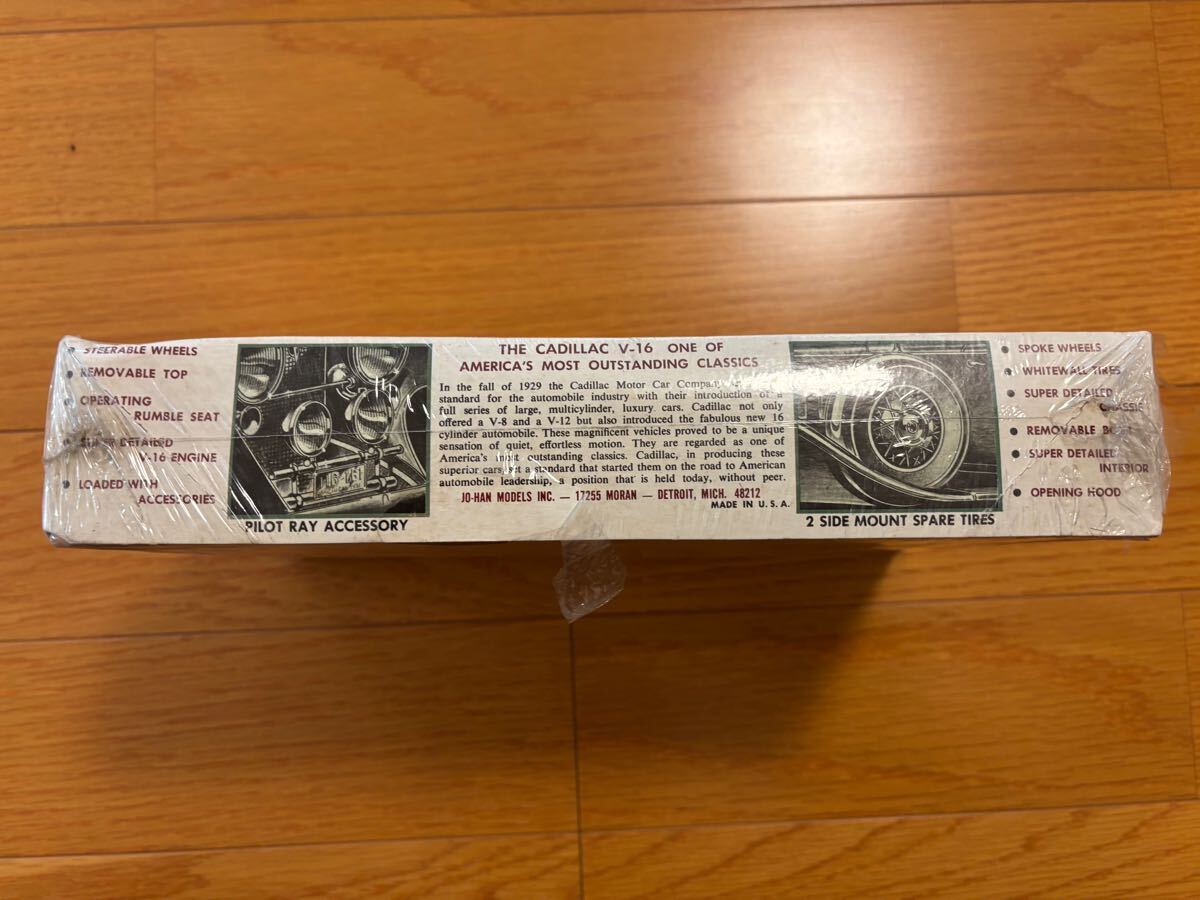 STEERABLE WHEELS
REMOVABLE TOP
OPERATING
RUMBLE SEAT
SUPER DETAILED
V-16 ENGINE
LOADED WITH
ACCESSORIES
PILOT RAY ACCESSORY
THE CADILLAC V-16 ONE OF
AMERICA'S MOST OUTSTANDING CLASSICS
In the fall of 1929 the Cadillac Motor Car Company
standard for the automobile industry with their introduction of a
full series of large, multicylinder, luxury cars. Cadillac not only
offered a V-8 and a V-12 but also introduced the fabulous new 16
cylinder automobile. These magnificent vehicles proved to be a unique
sensation of quiet, effortless motion. They are regarded as one of
America's most outstanding classics. Cadillac, in producing these
superior cars, set a standard that started them on the road to American
automobile leadership, a position that is held today, without peer.
JO-HAN MODELS INC. — 17255 MORAN — DETROIT, MICH. 48212
MADE IN U.S.A.
2 SIDE MOUNT SPARE TIRES
SPOKE WHEELS
WHITEWALL TIRES
SUPER DETAILED
CHASSIS
REMOVABLE BODY
SUPER DETAILED
INTERIOR
OPENING HOOD